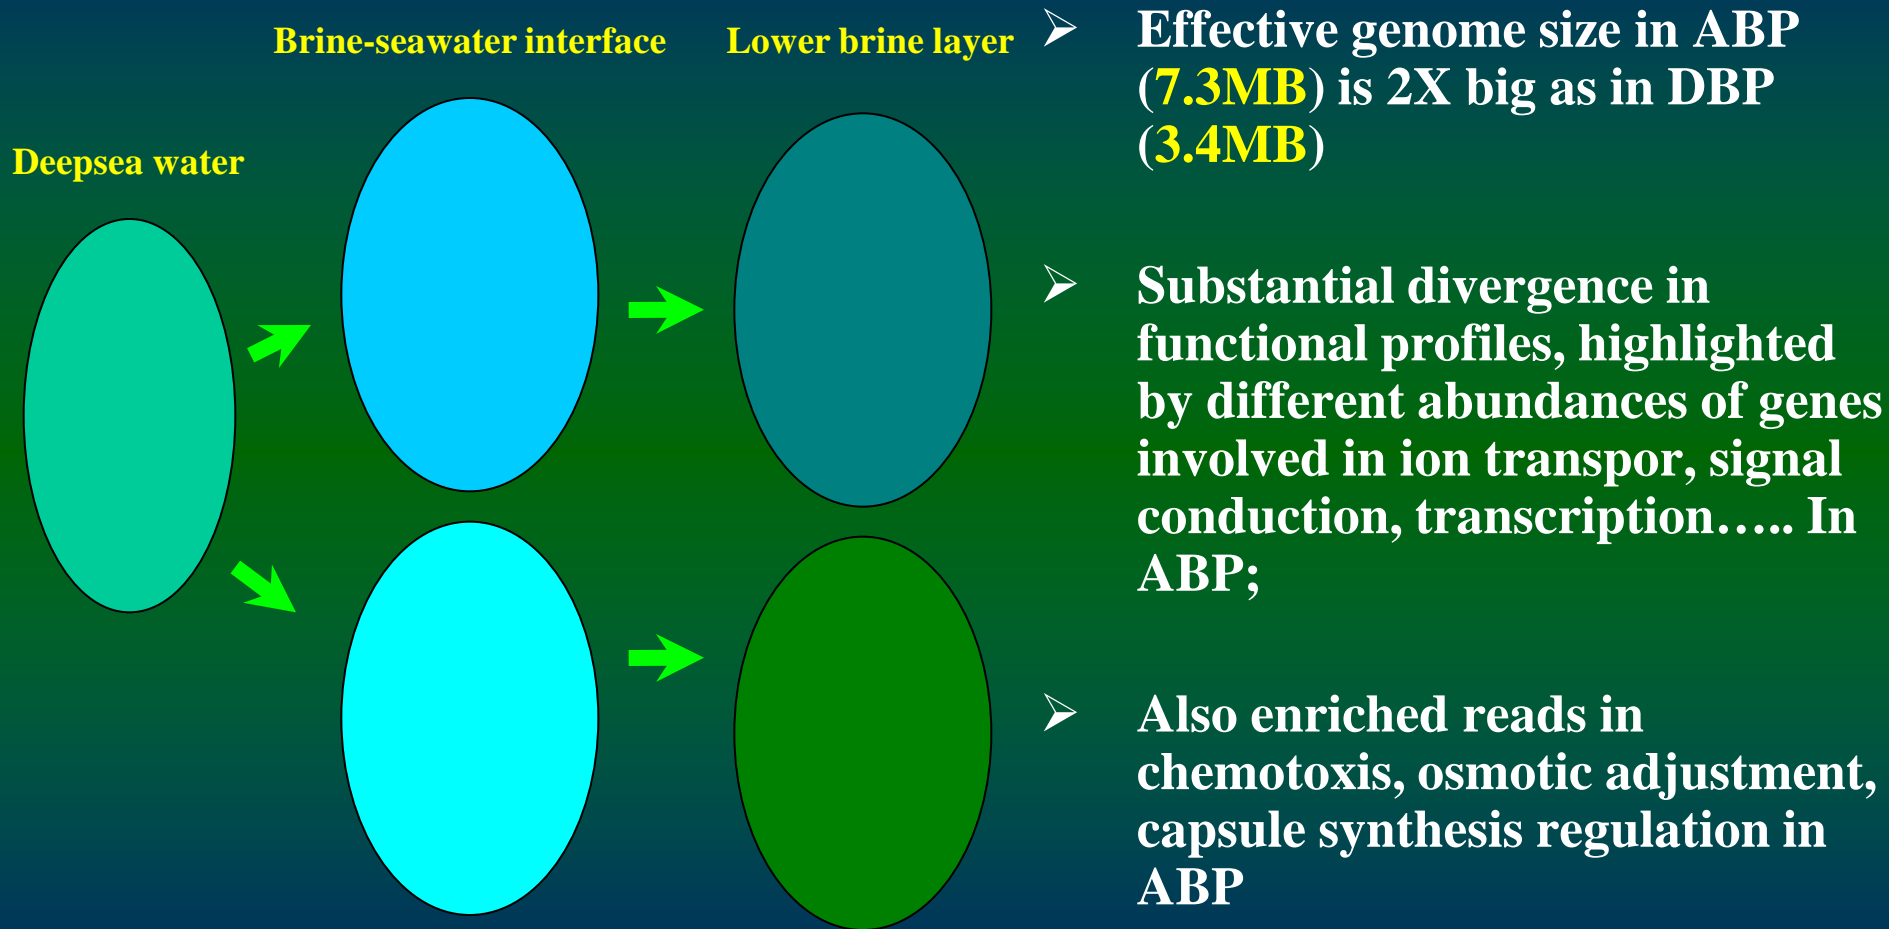 Brine-seawater interface
Lower brine layer
Deepsea water
➢ Effective genome size in ABP
(7.3MB) is 2X big as in DBP
(3.4MB)
➢ Substantial divergence in
functional profiles, highlighted
by different abundances of genes
involved in ion transpor, signal
conduction, transcription….. In
ABP;
➢ Also enriched reads in
chemotoxis, osmotic adjustment,
capsule synthesis regulation in
ABP